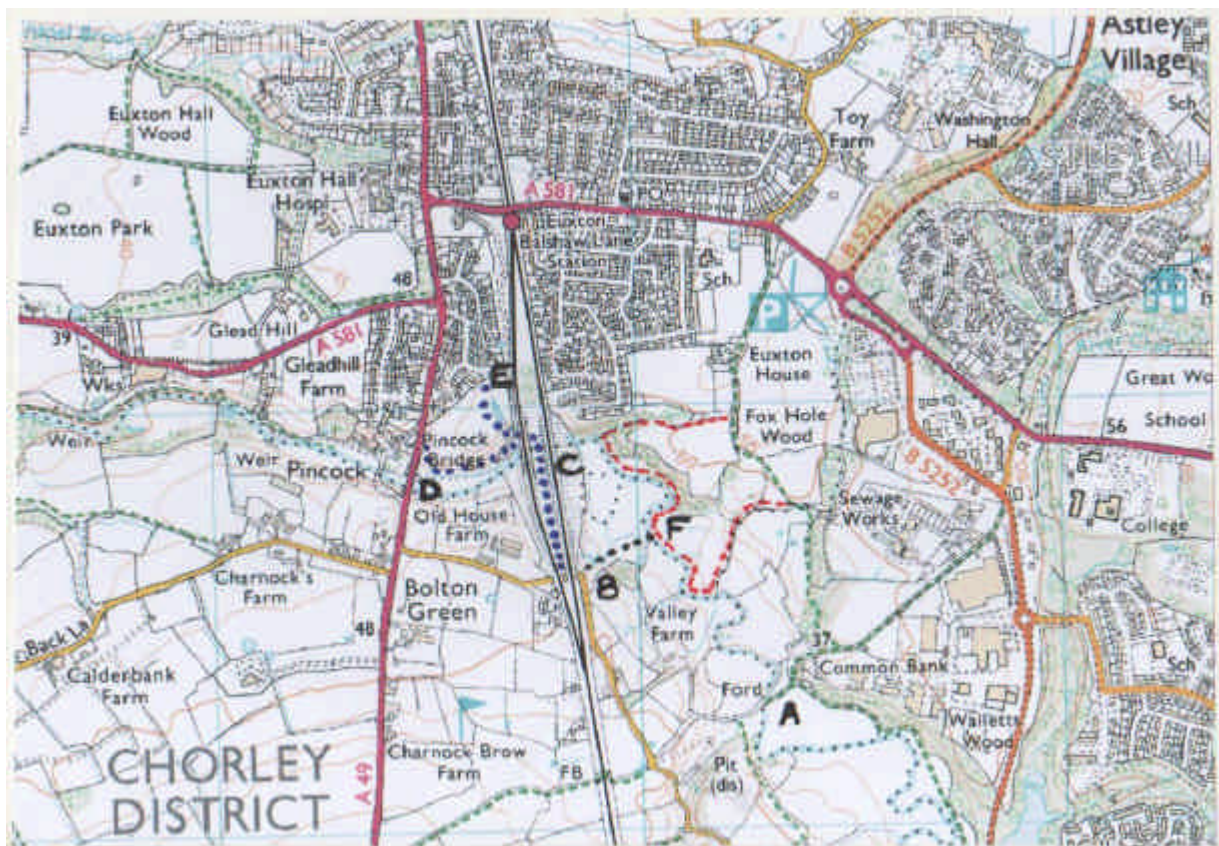 Astley
Village
Sch
Euxton Hall
Wood
Toy
Farm
Washington
Hall
Euxton Hall
Hospl
A 581
PO
B 5252
Euxton Park
Euxton
Balshaw Lane
Station
Sch
48
P
39
Glead Hill
A 581
Gleadhill
Farm
Wks
Euxton
House
Great Wo
School
E
Fox Hole
Wood
56
Weir
Pincock
Bridge
C
B 5252
Weir
Pincock
D
Old House
Farm
F
Sewage
Works
College
Charnock's
Farm
B
Bolton
Green
Valley
Farm
Back La
48
37
Common Bank
Sch
Calderbank
Farm
Ford
A
Walletts
Wood
Charnock Brow
Farm
FB
Pit
(dis)
CHORLEY
DISTRICT
A 49